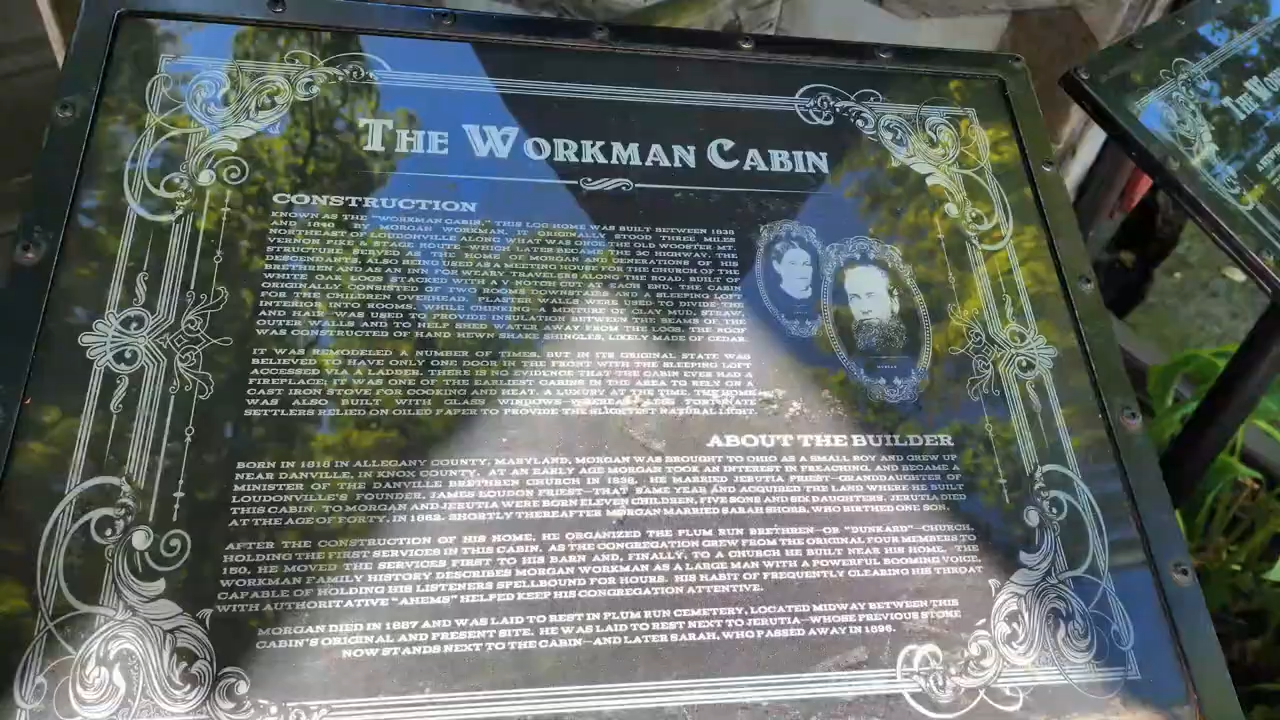 THE WORKMAN CABIN
CONSTRUCTION
KNOWN AS THE "WORKMAN CABIN," THIS LOG HOME WAS BUILT BETWEEN 1838
AND 1840 BY MORGAN WORKMAN. IT ORIGINALLY STOOD THREE MILES
NORTHEAST OF LOUDONVILLE ALONG WHAT WAS ONCE THE OLD WOOSTER-MT.
VERNON PIKE & STAGE ROUTE—WHICH LATER BECAME THE 3C HIGHWAY. THE
STRUCTURE SERVED AS THE HOME OF MORGAN AND GENERATIONS OF HIS
DESCENDANTS, ALSO BEING USED AS A MEETING HOUSE FOR THE CHURCH OF THE
BRETHREN AND AS AN INN FOR WEARY TRAVELERS ALONG THE ROAD. BUILT OF
WHITE OAK LOGS STACKED WITH A V-NOTCH CUT AT EACH END, THE CABIN
ORIGINALLY CONSISTED OF TWO ROOMS DOWNSTAIRS AND A SLEEPING LOFT
FOR THE CHILDREN OVERHEAD. PLASTER WALLS WERE USED TO DIVIDE THE
INTERIOR INTO ROOMS, WHILE CHINKING—A MIXTURE OF CLAY MUD, STRAW,
AND HAIR—WAS USED TO PROVIDE INSULATION BETWEEN THE BEAMS OF THE
OUTER WALLS AND TO HELP SHED WATER AWAY FROM THE LOGS. THE ROOF
WAS CONSTRUCTED OF HAND HEWN SHAKE SHINGLES, LIKELY MADE OF CEDAR.
IT WAS REMODELED A NUMBER OF TIMES, BUT IN ITS ORIGINAL STATE WAS
BELIEVED TO HAVE ONLY ONE DOOR IN THE FRONT WITH THE SLEEPING LOFT
ACCESSED VIA A LADDER. THERE IS NO EVIDENCE THAT THE CABIN EVER HAD A
FIREPLACE; IT WAS ONE OF THE EARLIEST CABINS IN THE AREA TO RELY ON A
CAST IRON STOVE FOR COOKING AND HEAT, A LUXURY AT THE TIME. THE HOME
WAS ALSO BUILT WITH GLASS WINDOWS
SETTLERS RELIED ON OILED PAPER TO PROVIDE THE SLIGHTEST NATURAL LIGHT.
MORGAN
ABOUT THE BUILDER
BORN IN 1818 IN ALLEGANY COUNTY, MARYLAND, MORGAN WAS BROUGHT TO OHIO AS A SMALL BOY AND GREW UP
NEAR DANVILLE, IN KNOX COUNTY. AT AN EARLY AGE MORGAN TOOK AN INTEREST IN PREACHING, AND BECAME A
MINISTER OF THE DANVILLE BRETHREN CHURCH IN 1838. HE MARRIED JERUTIA PRIEST—GRANDDAUGHTER OF
LOUDONVILLE'S FOUNDER, JAMES LOUDON PRIEST—THAT SAME YEAR AND ACQUIRED THE LAND WHERE HE BUILT
THIS CABIN. TO MORGAN AND JERUTIA WERE BORN ELEVEN CHILDREN, FIVE SONS AND SIX DAUGHTERS. JERUTIA DIED
AT THE AGE OF FORTY, IN 1862. SHORTLY THEREAFTER MORGAN MARRIED SARAH SHORB, WHO BIRTHED ONE SON.
AFTER THE CONSTRUCTION OF HIS HOME, HE ORGANIZED THE PLUM RUN BRETHREN—OR "DUNKARD"—CHURCH,
HOLDING THE FIRST SERVICES IN THIS CABIN. AS THE CONGREGATION GREW FROM THE ORIGINAL FOUR MEMBERS TO
150, HE MOVED THE SERVICES FIRST TO HIS BARN AND, FINALLY, TO A CHURCH HE BUILT NEAR HIS HOME. THE
WORKMAN FAMILY HISTORY DESCRIBES MORGAN WORKMAN AS A LARGE MAN WITH A POWERFUL BOOMING VOICE,
CAPABLE OF HOLDING HIS LISTENERS SPELLBOUND FOR HOURS. HIS HABIT OF FREQUENTLY CLEARING HIS THROAT
WITH AUTHORITATIVE "AHEMS" HELPED KEEP HIS CONGREGATION ATTENTIVE.
MORGAN DIED IN 1887 AND WAS LAID TO REST IN PLUM RUN CEMETERY, LOCATED MIDWAY BETWEEN THIS
CABIN'S ORIGINAL AND PRESENT SITE. HE WAS LAID TO REST NEXT TO JERUTIA—WHOSE PREVIOUS STONE
NOW STANDS NEXT TO THE CABIN—AND LATER SARAH, WHO PASSED AWAY IN 1896.